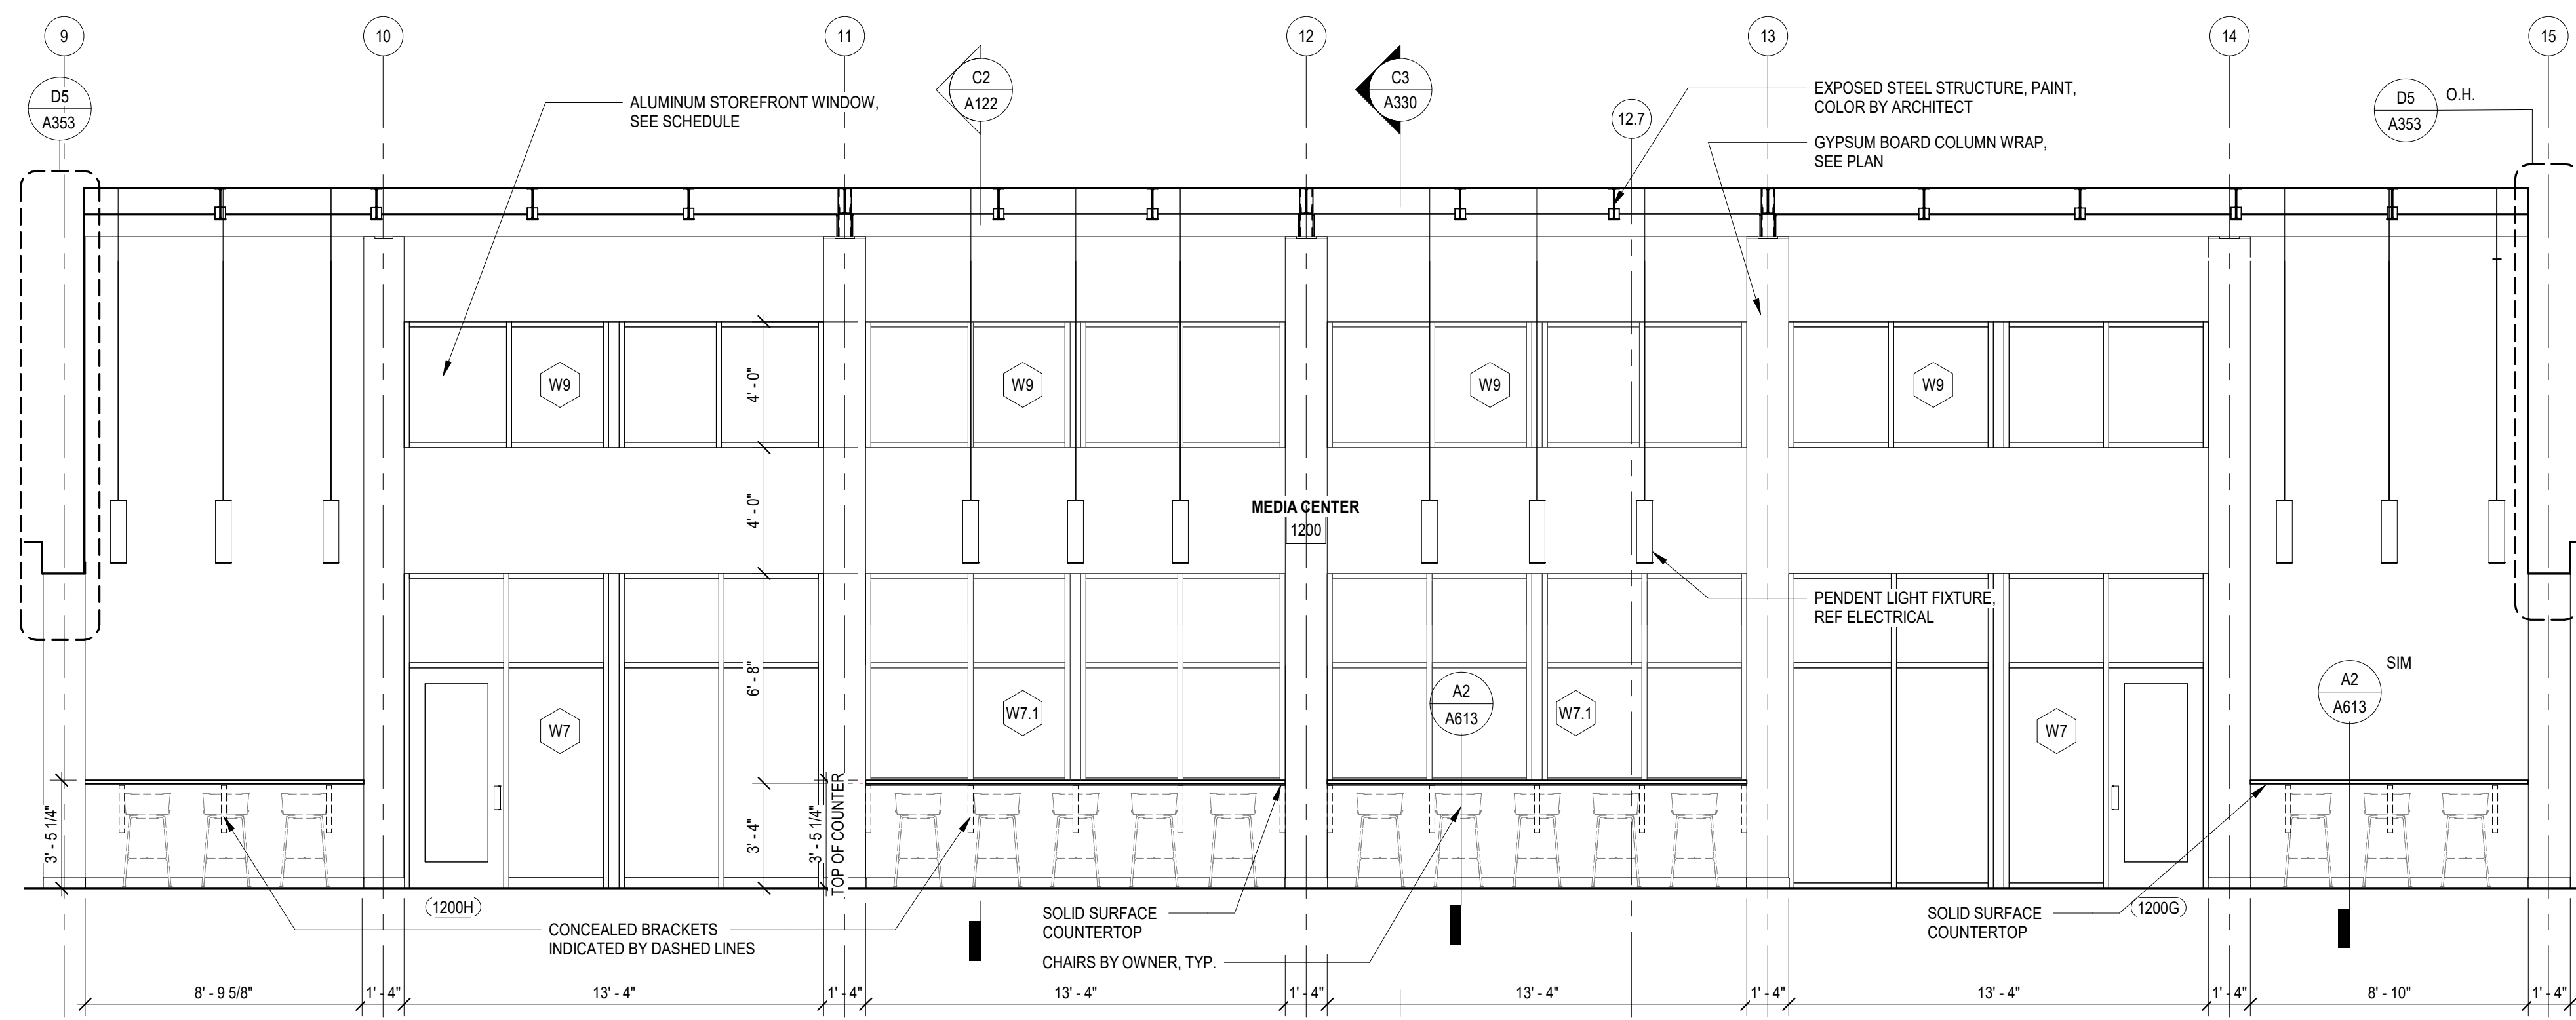 9
10
11
12
13
14
15
D5
A353
C2
A122
C3
A330
12.7
D5
A353
O.H.
ALUMINUM STOREFRONT WINDOW,
SEE SCHEDULE
EXPOSED STEEL STRUCTURE, PAINT,
COLOR BY ARCHITECT
GYPSUM BOARD COLUMN WRAP,
SEE PLAN
W9
W9
W9
W9
4' - 0"
4' - 0"
MEDIA CENTER
1200
PENDENT LIGHT FIXTURE,
REF ELECTRICAL
6' - 8"
W7
W7.1
A2
A613
W7.1
W7
SIM
A2
A613
3' - 5 1/4"
3' - 4"
3' - 5 1/4"
TOP OF COUNTER
1200H
1200G
CONCEALED BRACKETS
INDICATED BY DASHED LINES
SOLID SURFACE
COUNTERTOP
CHAIRS BY OWNER, TYP.
SOLID SURFACE
COUNTERTOP
8' - 9 5/8"
1' - 4"
13' - 4"
1' - 4"
13' - 4"
1' - 4"
13' - 4"
1' - 4"
13' - 4"
1' - 4"
8' - 10"
1' - 4"